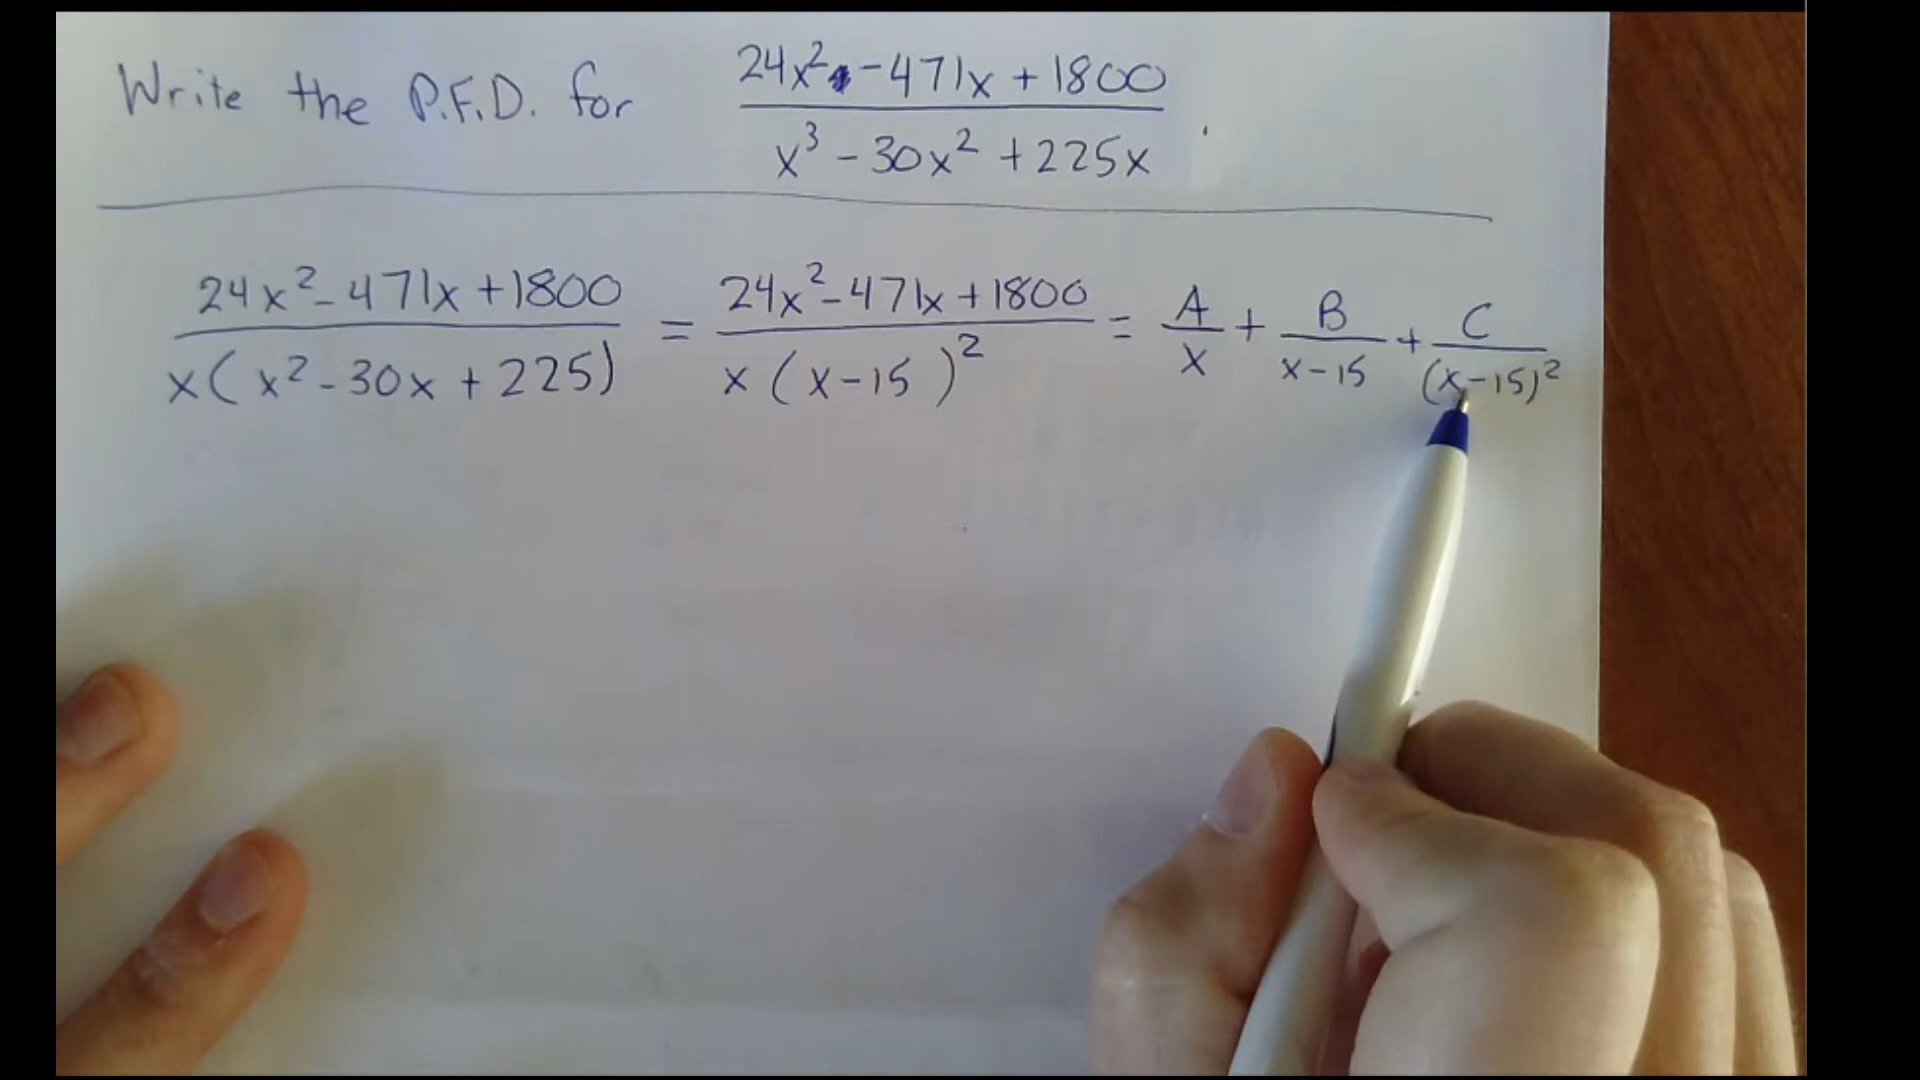 Write the P.F.D. for (24x² - 471x + 1800)/(x³ - 30x² + 225x).
(24x² - 471x + 1800)/(x(x² - 30x + 225)) = (24x² - 471x + 1800)/(x(x - 15)²) = A/x + B/(x - 15) + C/(x - 15)²